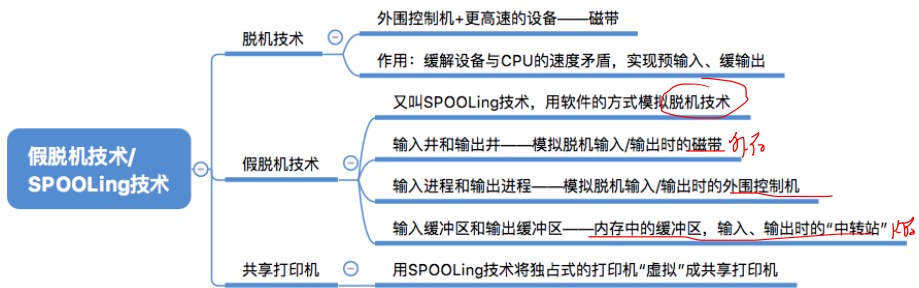 外围控制机+更高速的设备——磁带
脱机技术
作用：缓解设备与CPU的速度矛盾，实现预输入、缓输出
又叫SPOOLing技术，用软件的方式模拟脱机技术
输入井和输出井——模拟脱机输入/输出时的磁带
假脱机技术/
SPOOLing技术
假脱机技术
输入进程和输出进程——模拟脱机输入/输出时的外围控制机
输入缓冲区和输出缓冲区——内存中的缓冲区，输入、输出时的“中转站”
共享打印机
用SPOOLing技术将独占式的打印机“虚拟”成共享打印机